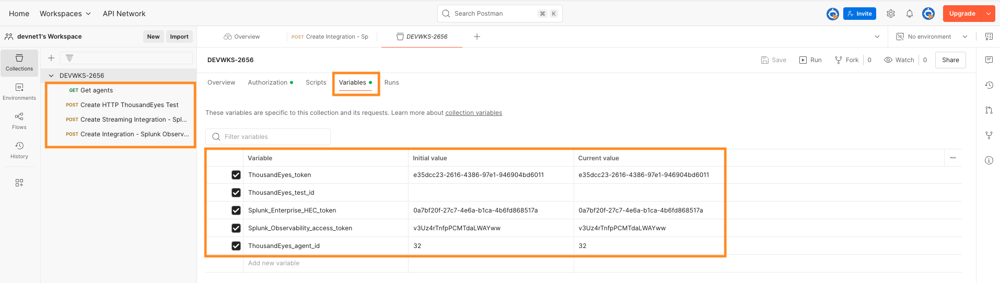 Home Workspaces API Network Search Postman ⌘ K Invite Upgrade
devnet1's Workspace New Import Overview POST Create Integration - Sp DEVWKS-2656 No environment
Collections
DEVWKS-2656
DEVWKS-2656 Save Run Fork 0 Watch 0 Share
Overview Authorization Scripts Variables Runs
GET Get agents
Environments
POST Create HTTP ThousandEyes Test
POST Create Streaming Integration - Spl...
POST Create Integration - Splunk Observ...
Flows
History
These variables are specific to this collection and its requests. Learn more about collection variables
Filter variables
Variable Initial value Current value
ThousandEyes_token e35dcc23-2616-4386-97e1-946904bd6011 e35dcc23-2616-4386-97e1-946904bd6011
ThousandEyes_test_id
Splunk_Enterprise_HEC_token 0a7bf20f-27c7-4e6a-b1ca-4b6fd868517a 0a7bf20f-27c7-4e6a-b1ca-4b6fd868517a
Splunk_Observability_access_token v3Uz4rTnfpPCMTdaLWAYww v3Uz4rTnfpPCMTdaLWAYww
ThousandEyes_agent_id 32 32
Add new variable